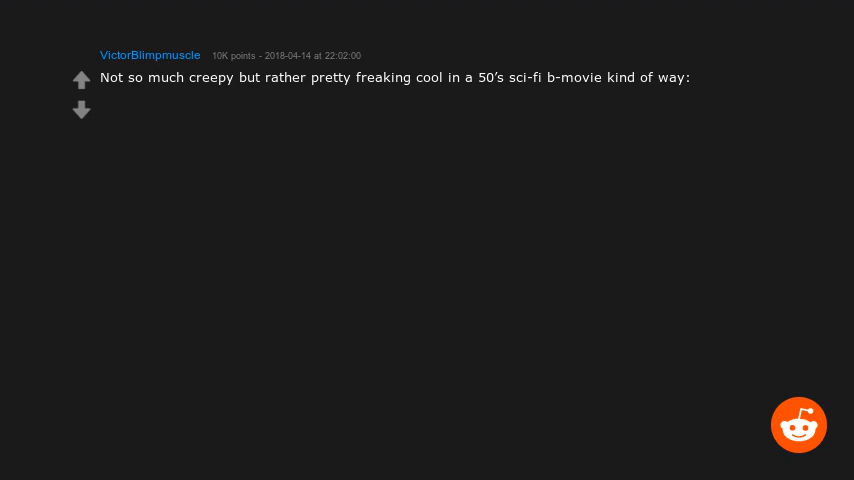 VictorBlimpmuscle 10K points - 2018-04-14 at 22:02:00
Not so much creepy but rather pretty freaking cool in a 50's sci-fi b-movie kind of way: